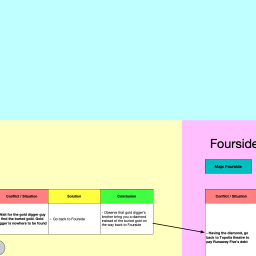 Fourside
Map: Fourside
Conflict / Situation
Solution
Conclusion
Conflict / Situation
- Wait for the gold digger guy
find the buried gold. Gold
digger is nowhere to be found
- Go back to Fourside
- Observe that gold digger's
brother bring you a diamond
instead of the buried gold on
the way back to Fourside
- Having the diamond, go
back to Topolla theatre to
pay Runaway Five's debt